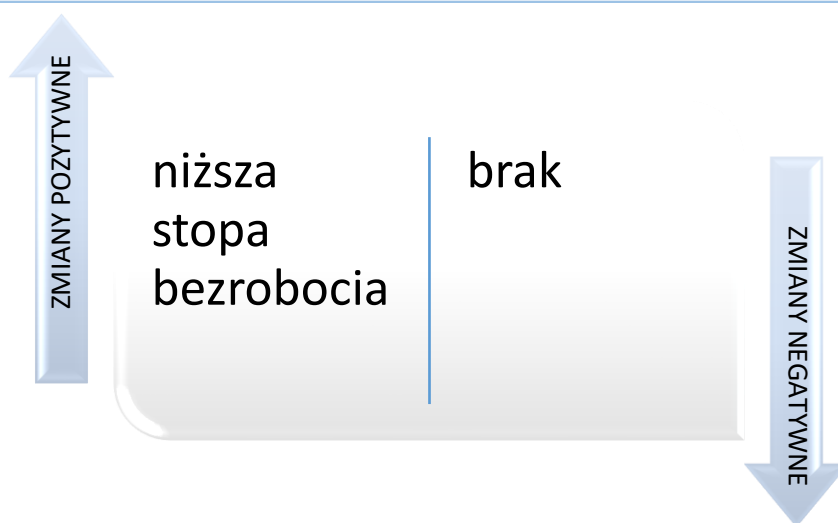 ZMIANY POZYTYWNE
niższa
stopa
bezrobocia
brak
ZMIANY NEGATYWNE